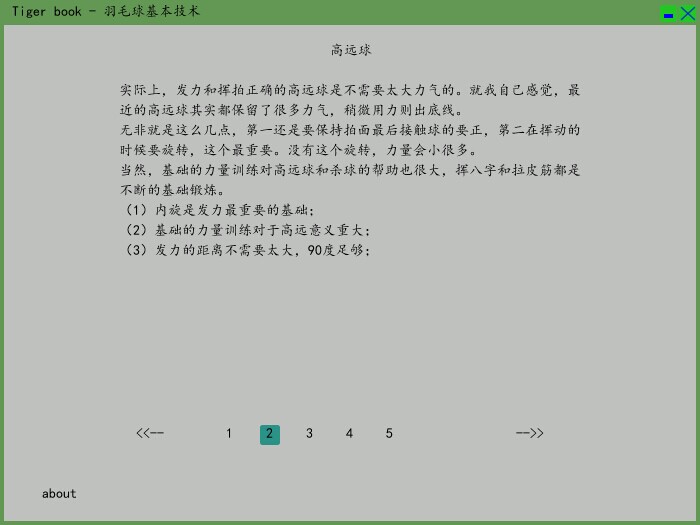 Tiger book - 羽毛球基本技术
高远球
实际上，发力和挥拍正确的高远球是不需要太大力气的。就我自己感觉，最
近的高远球其实都保留了很多力气，稍微用力则出底线。
无非就是这么几点，第一还是要保持拍面最后接触球的要正，第二在挥动的
时候要旋转，这个最重要。没有这个旋转，力量会小很多。
当然，基础的力量训练对高远球和杀球的帮助也很大，挥八字和拉皮筋都是
不断的基础锻炼。
（1）内旋是发力最重要的基础；
（2）基础的力量训练对于高远意义重大；
（3）发力的距离不需要太大，90度足够；
<<-- 1 2 3 4 5 -->>
about